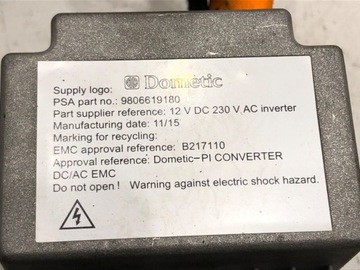 Supply logo: Dometic
PSA part no.: 9806619180
Part supplier reference: 12 V DC 230 V AC inverter
Manufacturing date: 11/15
Marking for recycling:
EMC approval reference: B217110
Approval reference: Dometic-PI CONVERTER
DC/AC EMC
Do not open ! Warning against electric shock hazard.